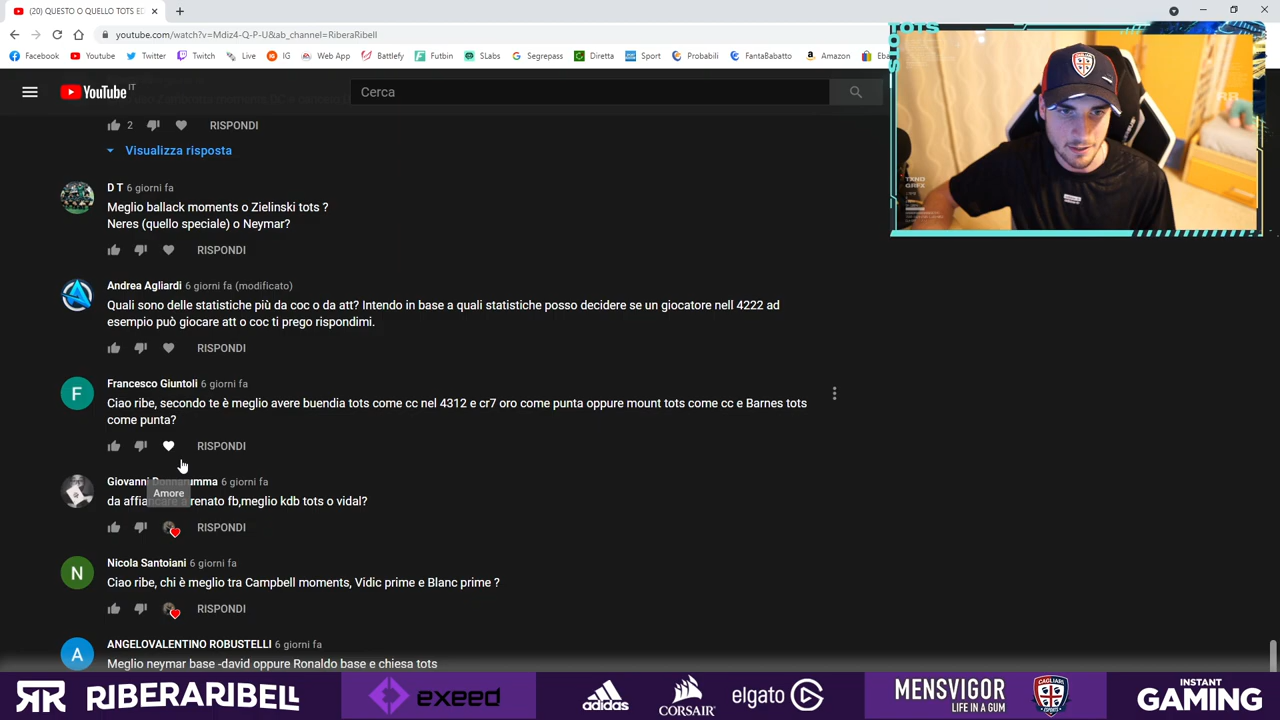 (20) QUESTO O QUELLO TOTS ED
youtube.com/watch?v=Mdiz4-Q-P-U&ab_channel=RiberaRibell
Facebook Youtube Twitter Twitch Live IG Web App Battlefy Futbin SLabs Segrepass Diretta Sport Probabili FantaBabatto Amazon
YouTube IT
Cerca
2 RISPONDI
Visualizza risposta
D T 6 giorni fa
Meglio ballack moments o Zielinski tots ?
Neres (quello speciale) o Neymar?
RISPONDI
Andrea Agliardi 6 giorni fa (modificato)
Quali sono delle statistiche più da coc o da att? Intendo in base a quali statistiche posso decidere se un giocatore nell 4222 ad
esempio può giocare att o coc ti prego rispondimi.
RISPONDI
Francesco Giuntoli 6 giorni fa
Ciao ribe, secondo te è meglio avere buendia tots come cc nel 4312 e cr7 oro come punta oppure mount tots come cc e Barnes tots
come punta?
RISPONDI
Giovanni Donnarumma 6 giorni fa
Amore
da affiancare a renato fb,meglio kdb tots o vidal?
RISPONDI
Nicola Santoiani 6 giorni fa
Ciao ribe, chi è meglio tra Campbell moments, Vidic prime e Blanc prime ?
RISPONDI
ANGELOVALENTINO ROBUSTELLI 6 giorni fa
Meglio neymar base -david oppure Ronaldo base e chiesa tots
TOTS
RR
TXNO
GRFX
RR RIBERARIBELL
exeed
adidas
CORSAIR
elgato
MENSVIGOR
LIFE IN A GUM
CAGLIARI
ESPORTS
INSTANT
GAMING